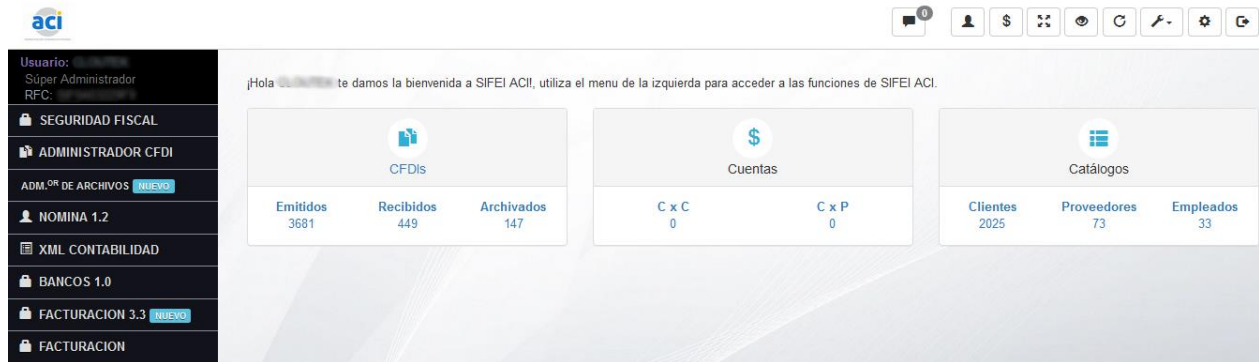 aci
0
Usuario:
Súper Administrador
RFC:
SEGURIDAD FISCAL
ADMINISTRADOR CFDI
ADM.OR DE ARCHIVOS NUEVO
NOMINA 1.2
XML CONTABILIDAD
BANCOS 1.0
FACTURACION 3.3 NUEVO
FACTURACION
¡Hola te damos la bienvenida a SIFEI ACI!, utiliza el menu de la izquierda para acceder a las funciones de SIFEI ACI.
CFDIs
Emitidos Recibidos Archivados
3681 449 147
$
Cuentas
C x C C x P
0 0
Catálogos
Clientes Proveedores Empleados
2025 73 33